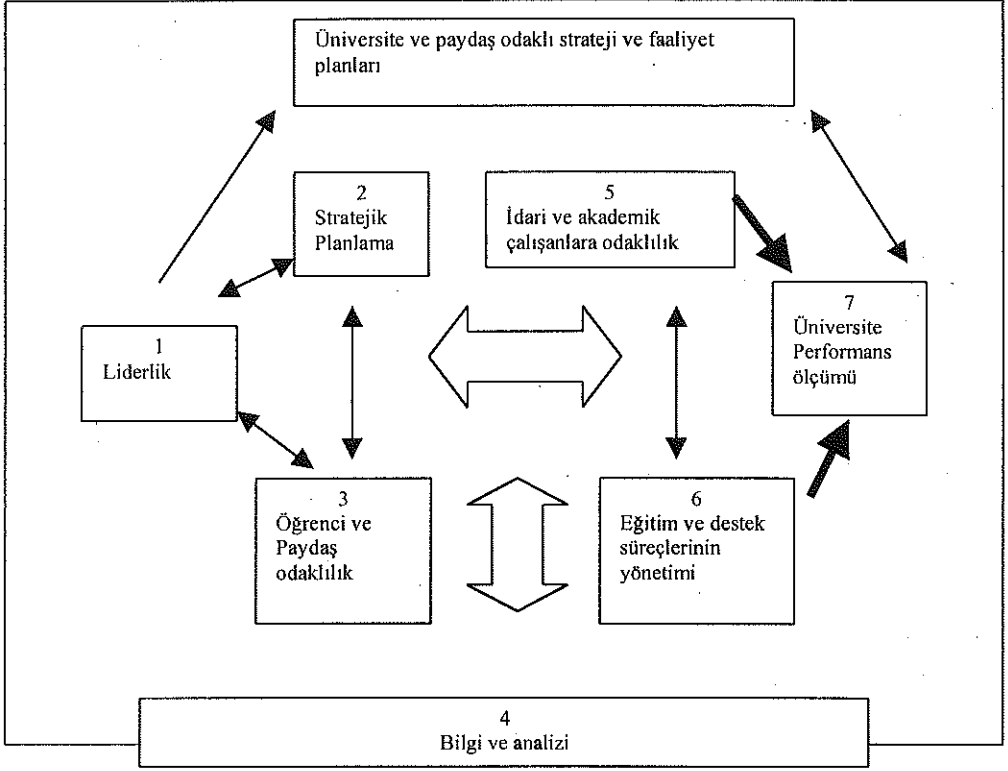 Üniversite ve paydaş odaklı strateji ve faaliyet
planları
2
Stratejik
Planlama
5
İdari ve akademik
çalışanlara odaklılık
1
Liderlik
7
Üniversite
Performans
ölçümü
3
Öğrenci ve
Paydaş
odaklılık
6
Eğitim ve destek
süreçlerinin
yönetimi
4
Bilgi ve analizi